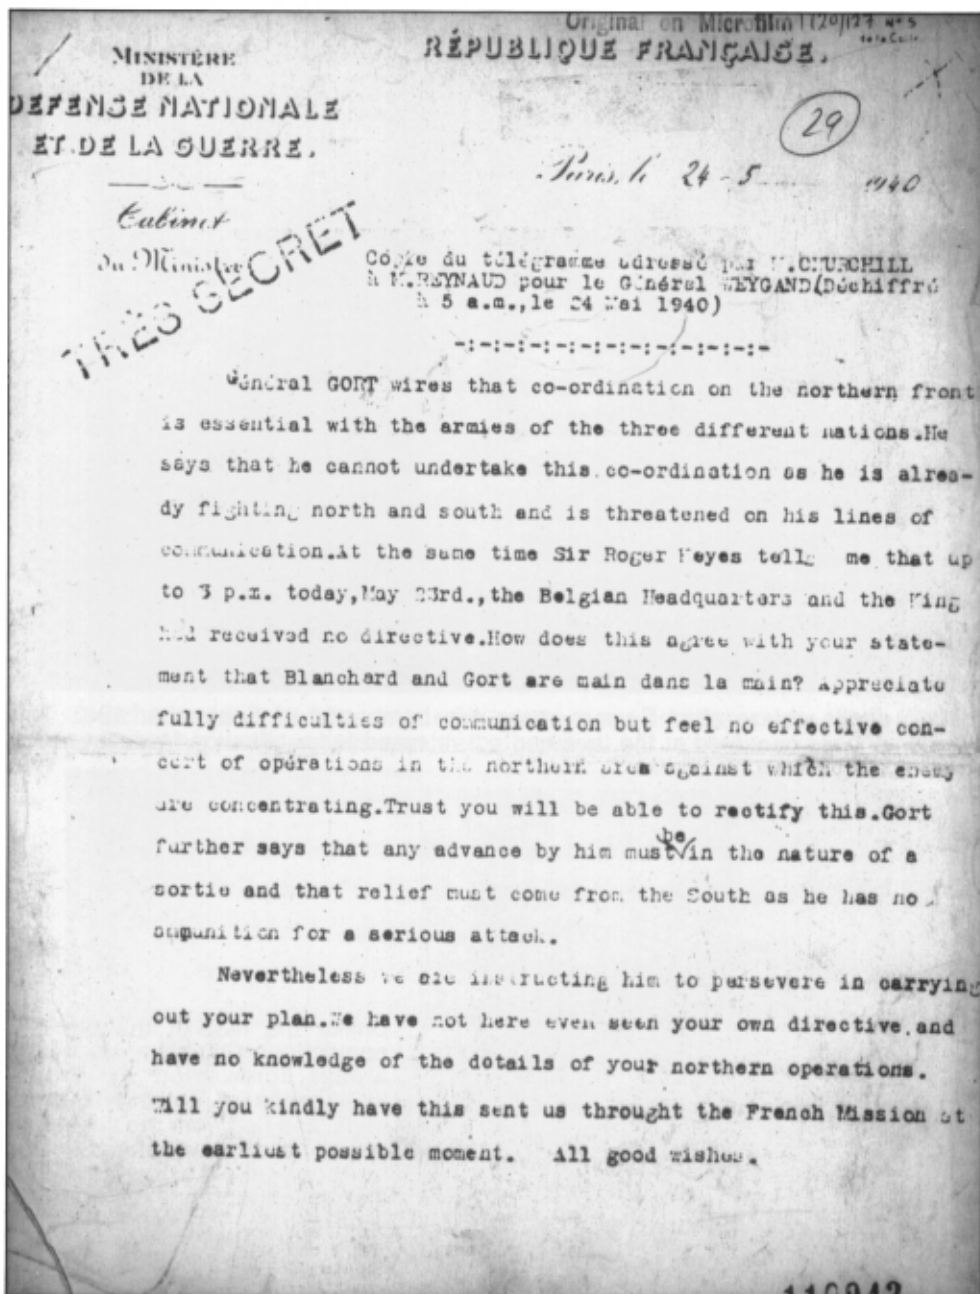 Original on Microfilm 1120/127 No 5
RÉPUBLIQUE FRANÇAISE.
MINISTÈRE
DE LA
DEFENSE NATIONALE
ET DE LA GUERRE.
29
Paris, le 24-5 1940
Cabinet
du Ministre
TRÈS SECRET
Copie du télégramme adressé par M.CHURCHILL
à M.REYNAUD pour le Général WEYGAND(Déchiffré
à 5 a.m.,le 24 Mai 1940)
-:-:-:-:-:-:-:-:-:-:-:-:-
Général GORT wires that co-ordination on the northern front
is essential with the armies of the three different nations.He
says that he cannot undertake this co-ordination as he is alrea-
dy fighting north and south and is threatened on his lines of
communication.At the same time Sir Roger Keyes tells me that up
to 3 p.m. today,May 23rd.,the Belgian Headquarters and the King
had received no directive.How does this agree with your state-
ment that Blanchard and Gort are main dans la main? Appreciate
fully difficulties of communication but feel no effective con-
cert of opérations in the northern area against which the enemy
are concentrating.Trust you will be able to rectify this.Gort
further says that any advance by him must be in the nature of a
sortie and that relief must come from the South as he has no
ammunition for a serious attack.
Nevertheless we are instructing him to persevere in carrying
out your plan.We have not here even seen your own directive,and
have no knowledge of the details of your northern operations.
Will you kindly have this sent us throught the French Mission at
the earliest possible moment. All good wishes.